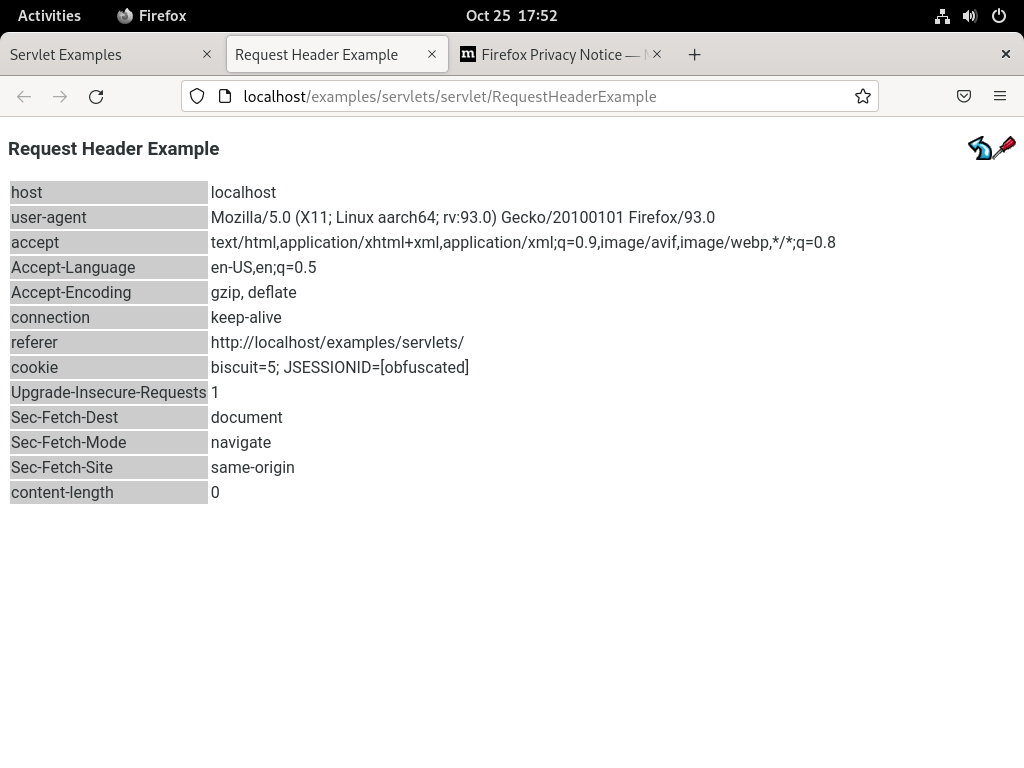 Activities Firefox Oct 25 17:52
Servlet Examples Request Header Example m Firefox Privacy Notice —
localhost/examples/servlets/servlet/RequestHeaderExample
Request Header Example
host localhost
user-agent Mozilla/5.0 (X11; Linux aarch64; rv:93.0) Gecko/20100101 Firefox/93.0
accept text/html,application/xhtml+xml,application/xml;q=0.9,image/avif,image/webp,*/*;q=0.8
Accept-Language en-US,en;q=0.5
Accept-Encoding gzip, deflate
connection keep-alive
referer http://localhost/examples/servlets/
cookie biscuit=5; JSESSIONID=[obfuscated]
Upgrade-Insecure-Requests 1
Sec-Fetch-Dest document
Sec-Fetch-Mode navigate
Sec-Fetch-Site same-origin
content-length 0